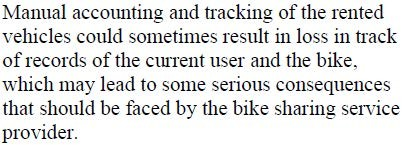 Manual accounting and tracking of the rented
vehicles could sometimes result in loss in track
of records of the current user and the bike,
which may lead to some serious consequences
that should be faced by the bike sharing service
provider.